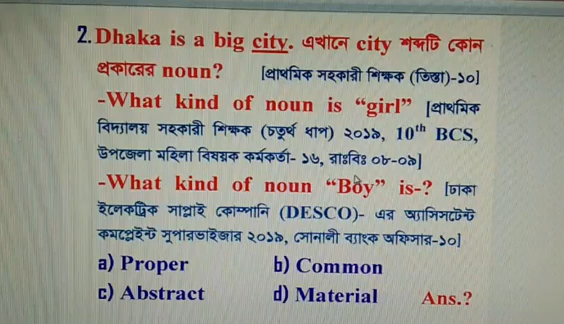 2. Dhaka is a big city. এখানে city শব্দটি কোন
প্রকারের noun? [প্রাথমিক সহকারী শিক্ষক (তিস্তা)-১০]
-What kind of noun is “girl” [প্রাথমিক
বিদ্যালয় সহকারী শিক্ষক (চতুর্থ ধাপ) ২০১৯, 10th BCS,
উপজেলা মহিলা বিষয়ক কর্মকর্তা- ১৬, রাঃবিঃ ০৮-০৯]
-What kind of noun “Boy” is-? [ঢাকা
ইলেকট্রিক সাপ্লাই কোম্পানি (DESCO)- এর অ্যাসিসটেন্ট
কমপ্লেইন্ট সুপারভাইজার ২০১৯, সোনালী ব্যাংক অফিসার-১০]
a) Proper b) Common
c) Abstract d) Material Ans.?